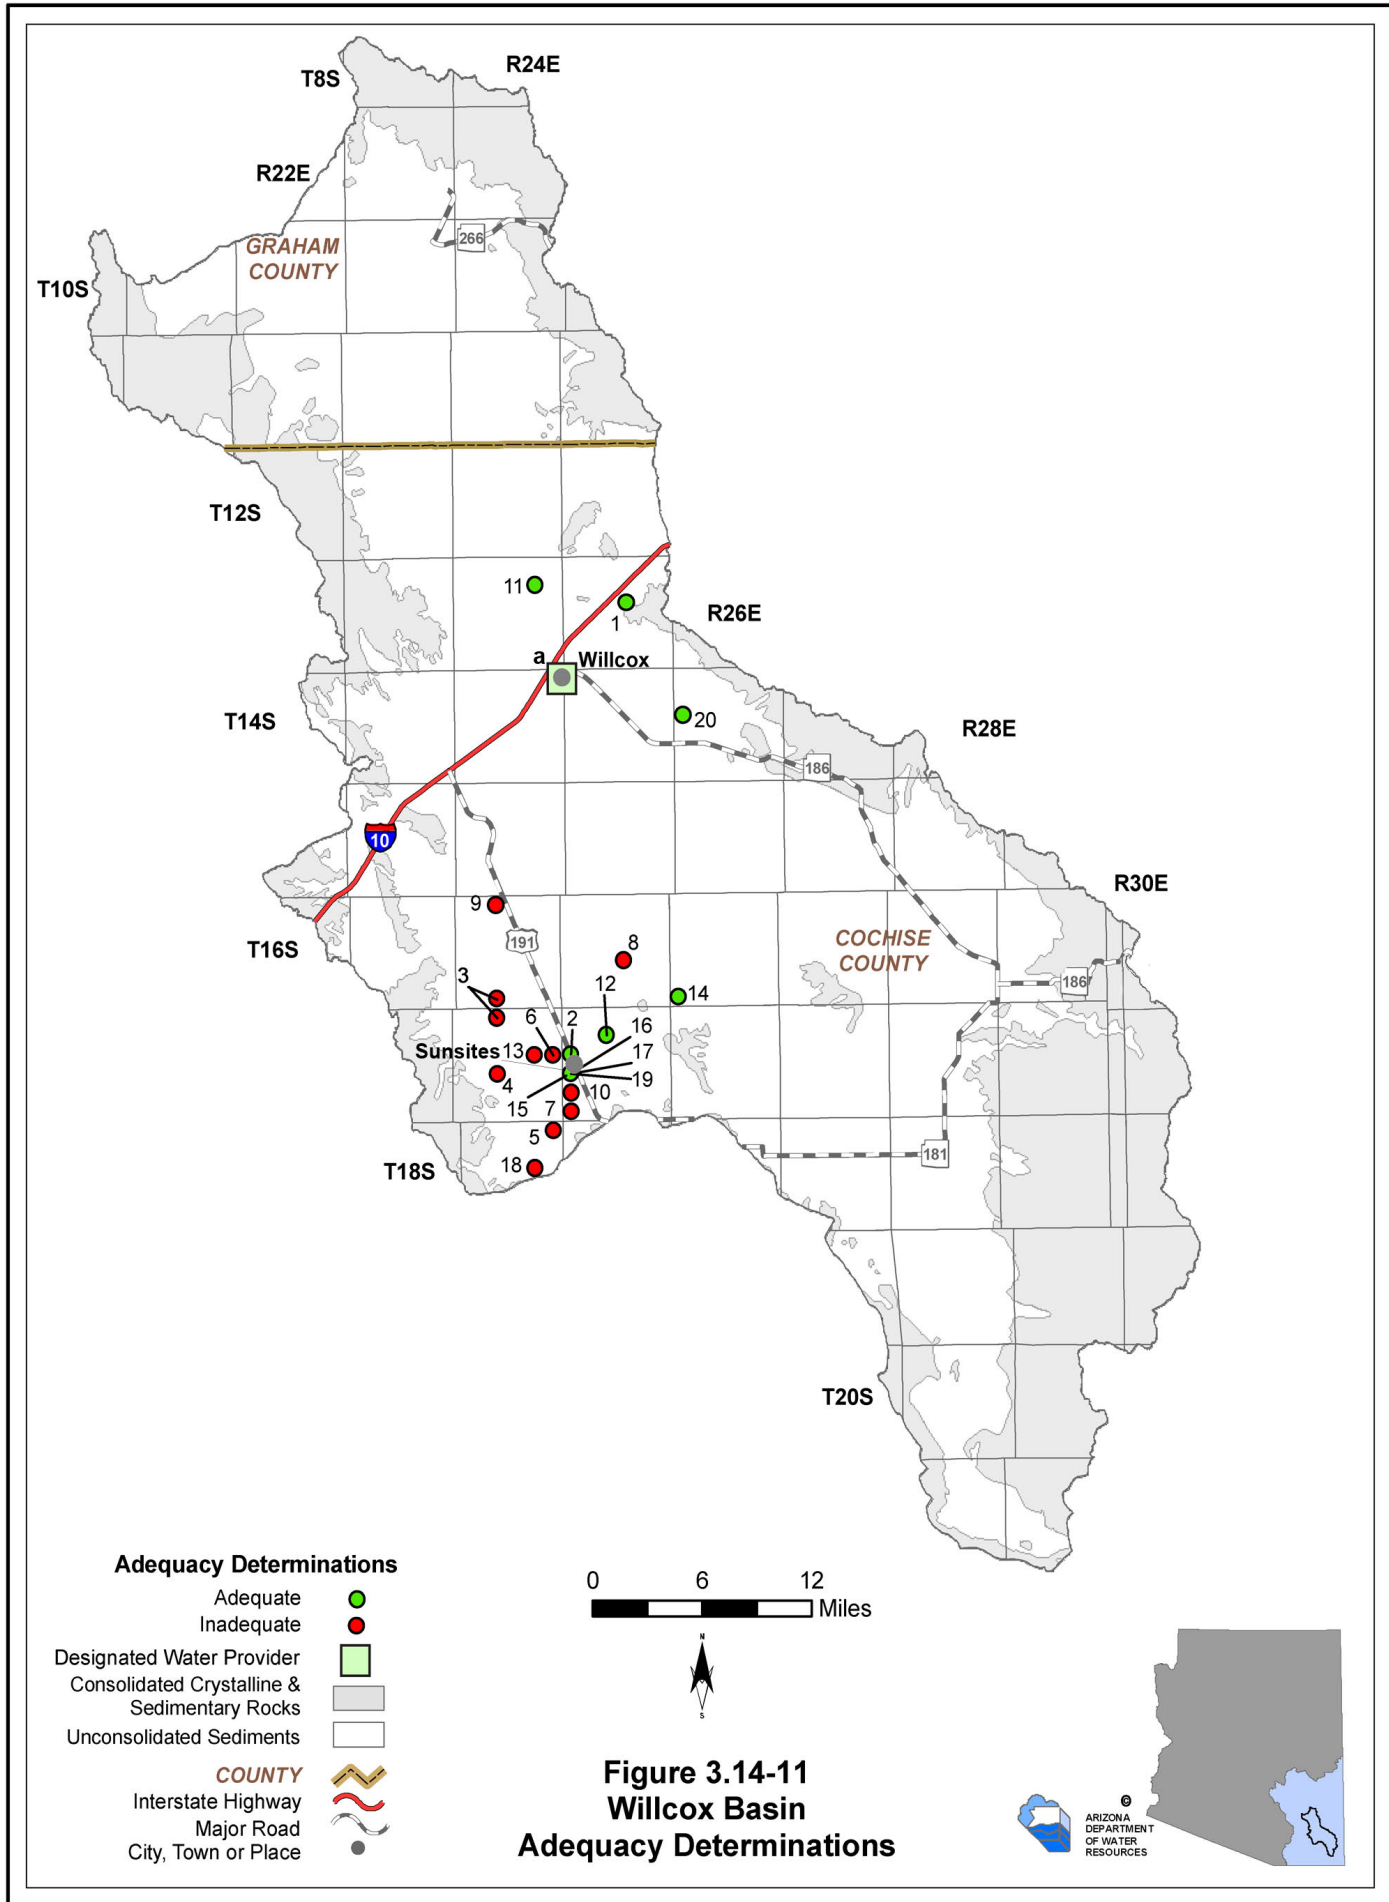 T8S
R24E
R22E
266
GRAHAM
COUNTY
T10S
T12S
11
1
R26E
a
Willcox
T14S
20
R28E
186
10
R30E
9
191
T16S
COCHISE
COUNTY
8
3
12
14
186
6
2
16
Sunsites
13
17
4
10
19
15
7
5
181
18
T18S
T20S
Adequacy Determinations
Adequate
Inadequate
Designated Water Provider
Consolidated Crystalline &
Sedimentary Rocks
Unconsolidated Sediments
COUNTY
Interstate Highway
Major Road
City, Town or Place
0 6 12
Miles
N
S
Figure 3.14-11
Willcox Basin
Adequacy Determinations
©
ARIZONA
DEPARTMENT
OF WATER
RESOURCES